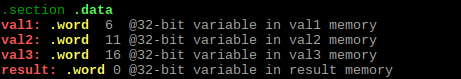 .section .data
val1: .word  6  @32-bit variable in val1 memory
val2: .word  11 @32-bit variable in val2 memory
val3: .word  16 @32-bit variable in val3 memory
result: .word 0 @32-bit variable in result memory